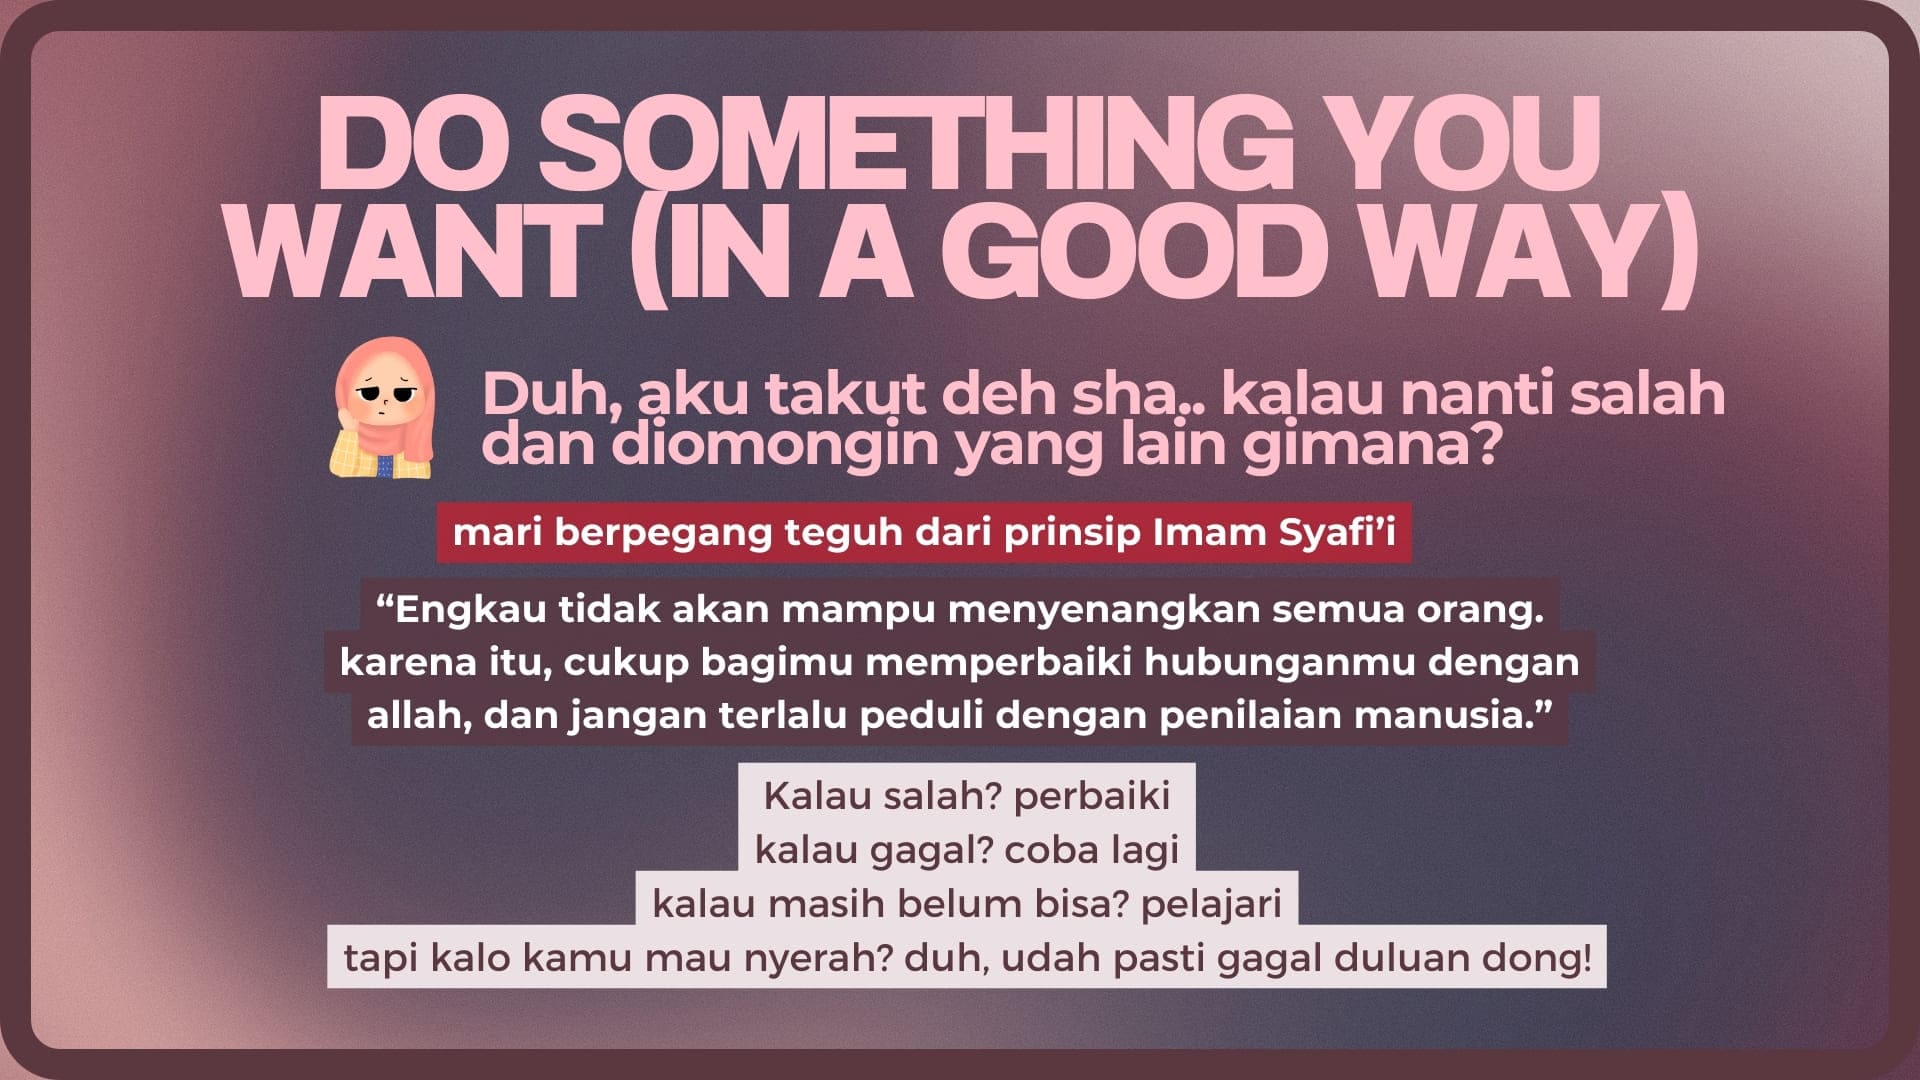 DO SOMETHING YOU
WANT (IN A GOOD WAY)
Duh, aku takut deh sha.. kalau nanti salah
dan diomongin yang lain gimana?
mari berpegang teguh dari prinsip Imam Syafi’i
“Engkau tidak akan mampu menyenangkan semua orang.
karena itu, cukup bagimu memperbaiki hubunganmu dengan
allah, dan jangan terlalu peduli dengan penilaian manusia.”
Kalau salah? perbaiki
kalau gagal? coba lagi
kalau masih belum bisa? pelajari
tapi kalo kamu mau nyerah? duh, udah pasti gagal duluan dong!